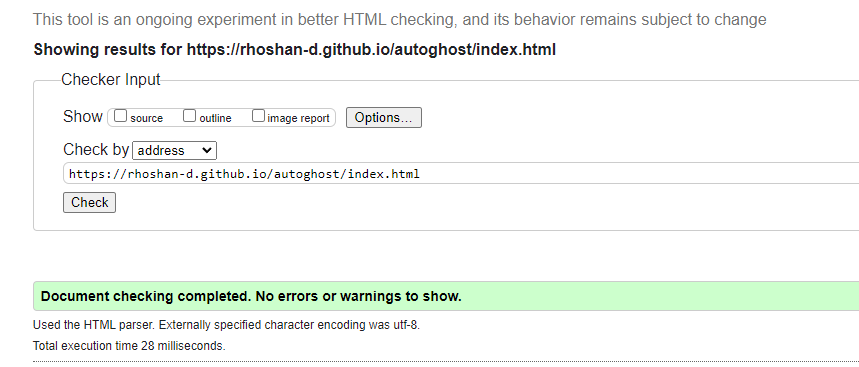 This tool is an ongoing experiment in better HTML checking, and its behavior remains subject to change
Showing results for https://rhoshan-d.github.io/autoghost/index.html
Checker Input
Show source outline image report Options...
Check by address
https://rhoshan-d.github.io/autoghost/index.html
Check
Document checking completed. No errors or warnings to show.
Used the HTML parser. Externally specified character encoding was utf-8.
Total execution time 28 milliseconds.